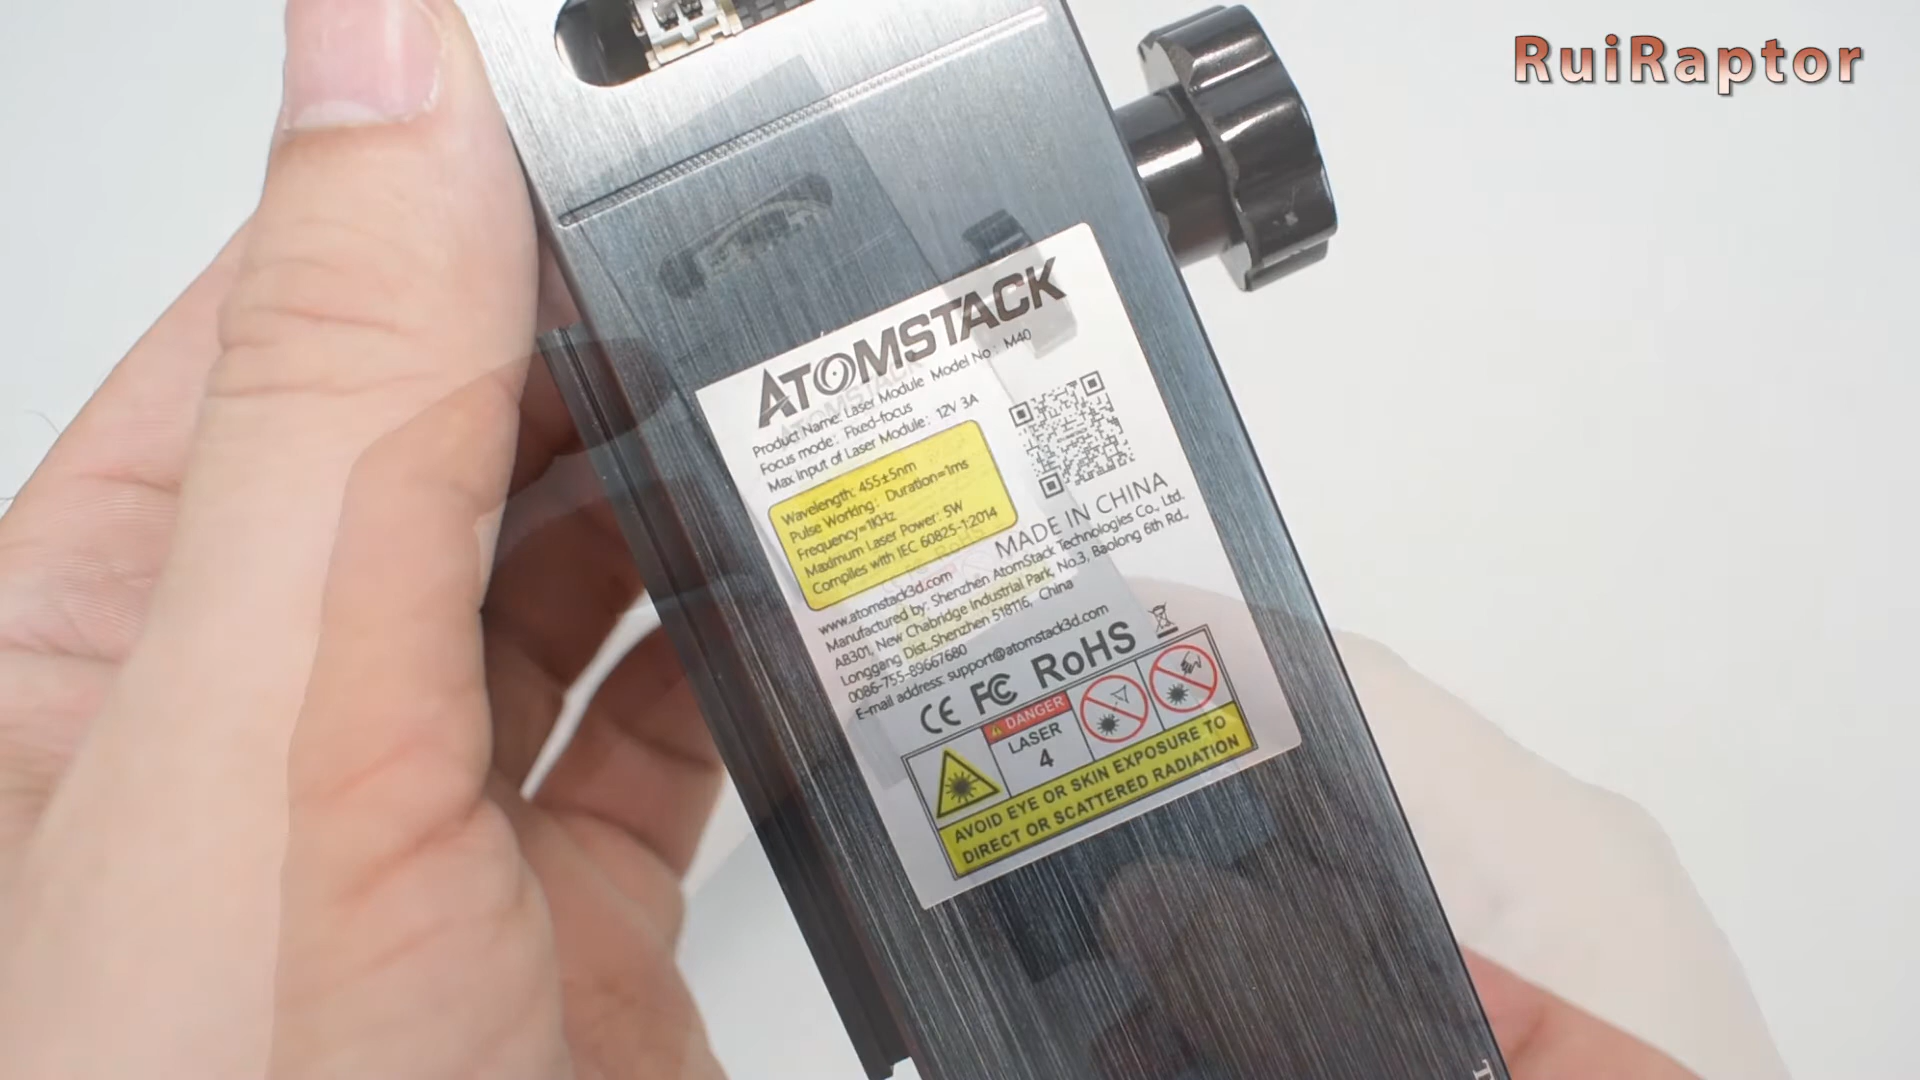 RuiRaptor
ATOMSTACK
Product Name: Laser Module Model No: M40
Focus mode: Fixed-focus
Max Input of Laser Module: 12V 3A
Wavelength: 455±5nm
Pulse Working: Duration=1ms
Frequency=1KHz
Maximum Laser Power: 5W
Compiles with IEC 60825-1:2014
MADE IN CHINA
www.atomstack3d.com
Manufactured by: Shenzhen AtomStack Technologies Co., Ltd.
AB301, New Chabridge Industrial Park, No.3, Baolong 6th Rd.,
Longgang Dist.,Shenzhen 518116, China
0086-755-89667680
E-mail address: support@atomstack3d.com
CE FC RoHS
DANGER
LASER
4
AVOID EYE OR SKIN EXPOSURE TO
DIRECT OR SCATTERED RADIATION